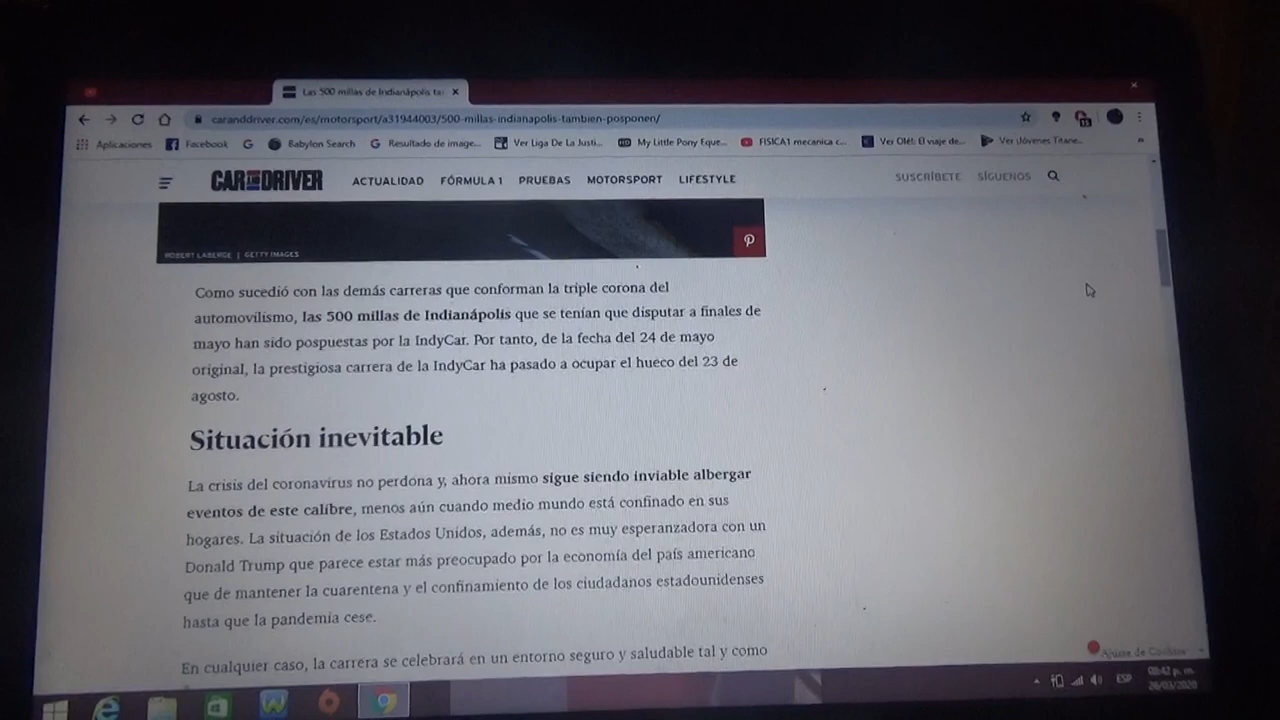 Las 500 millas de Indianápolis ta
caranddriver.com/es/motorsport/a31944003/500-millas-indianapolis-tambien-posponen/
Aplicaciones Facebook Babylon Search Resultado de image... Ver Liga De La Justi... My Little Pony Eque... FISICA1 mecanica c... Ver Olé!: El viaje de... Ver ¡Jóvenes Titane...
CAR AND DRIVER ACTUALIDAD FÓRMULA 1 PRUEBAS MOTORSPORT LIFESTYLE SUSCRÍBETE SÍGUENOS
ROBERT LABERGE | GETTY IMAGES
Como sucedió con las demás carreras que conforman la triple corona del
automovilismo, las 500 millas de Indianápolis que se tenían que disputar a finales de
mayo han sido pospuestas por la IndyCar. Por tanto, de la fecha del 24 de mayo
original, la prestigiosa carrera de la IndyCar ha pasado a ocupar el hueco del 23 de
agosto.
Situación inevitable
La crisis del coronavirus no perdona y, ahora mismo sigue siendo inviable albergar
eventos de este calibre, menos aún cuando medio mundo está confinado en sus
hogares. La situación de los Estados Unidos, además, no es muy esperanzadora con un
Donald Trump que parece estar más preocupado por la economía del país americano
que de mantener la cuarentena y el confinamiento de los ciudadanos estadounidenses
hasta que la pandemia cese.
En cualquier caso, la carrera se celebrará en un entorno seguro y saludable tal y como
Ajuste de Cookies
ESP
08:42 p. m.
26/03/2020